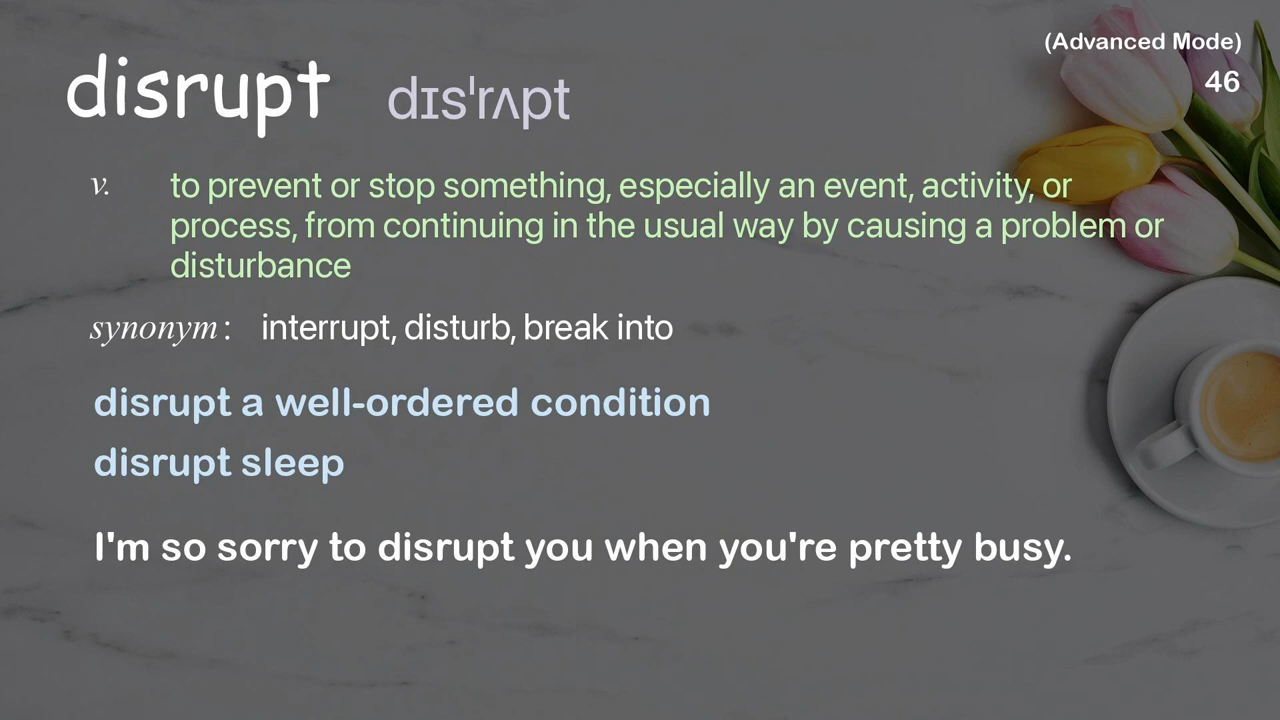 (Advanced Mode)
46
disrupt dɪsˈrʌpt
v. to prevent or stop something, especially an event, activity, or
process, from continuing in the usual way by causing a problem or
disturbance
synonym: interrupt, disturb, break into
disrupt a well-ordered condition
disrupt sleep
I'm so sorry to disrupt you when you're pretty busy.